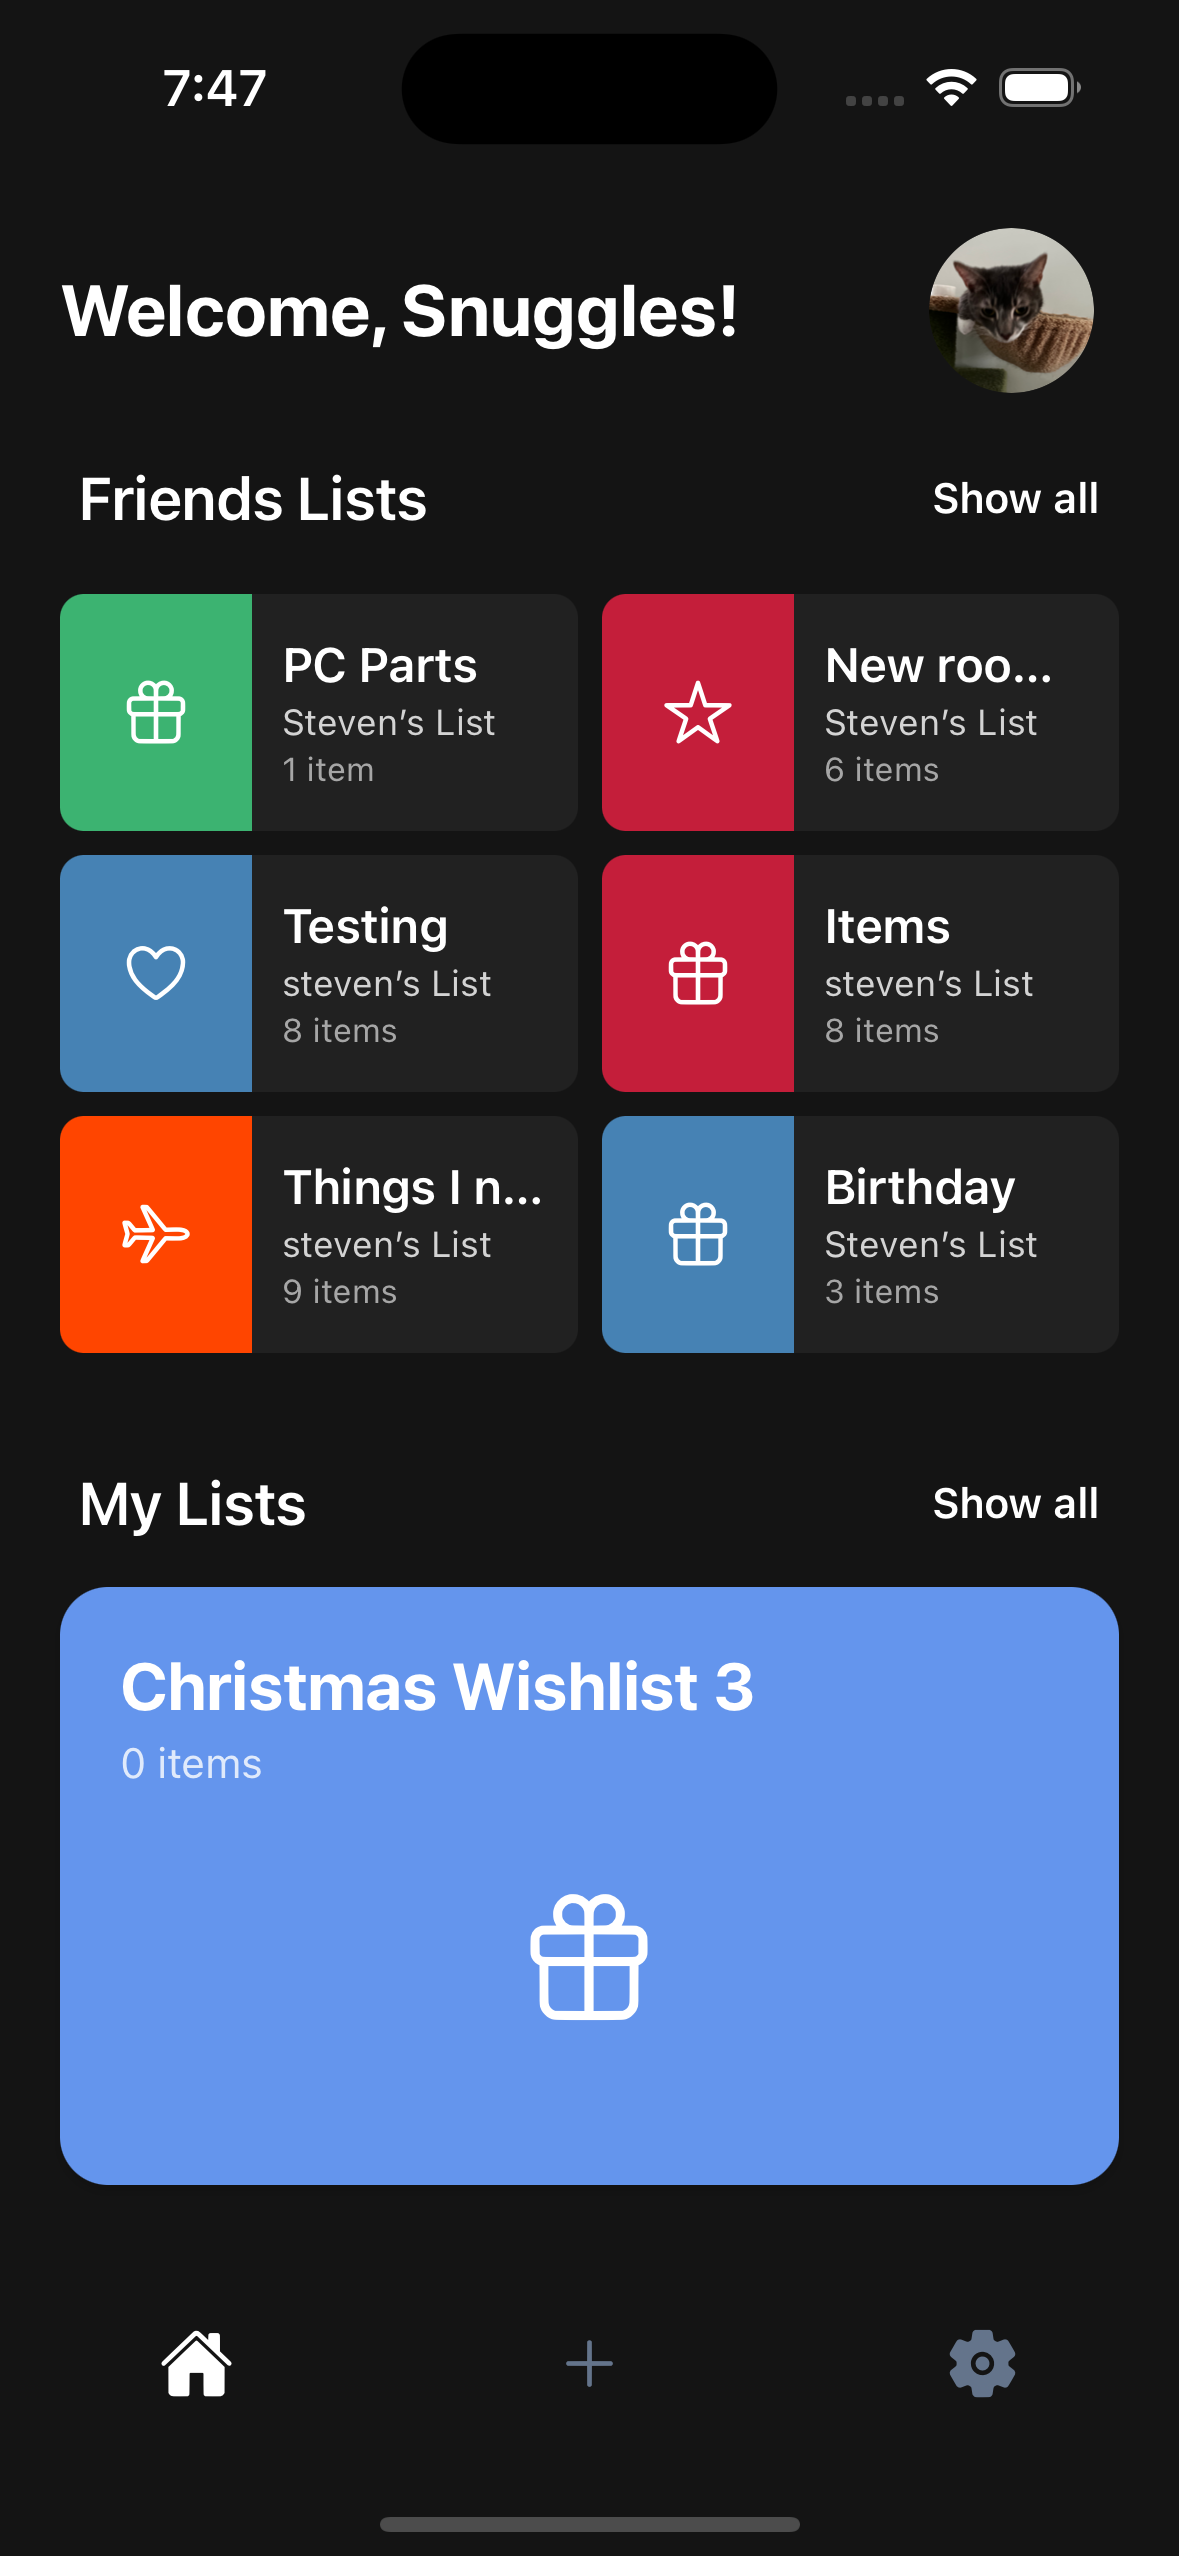 7:47
Welcome, Snuggles!
Friends Lists
Show all
PC Parts
Steven’s List
1 item
New roo...
Steven’s List
6 items
Testing
steven’s List
8 items
Items
steven’s List
8 items
Things I n...
steven’s List
9 items
Birthday
Steven’s List
3 items
My Lists
Show all
Christmas Wishlist 3
0 items